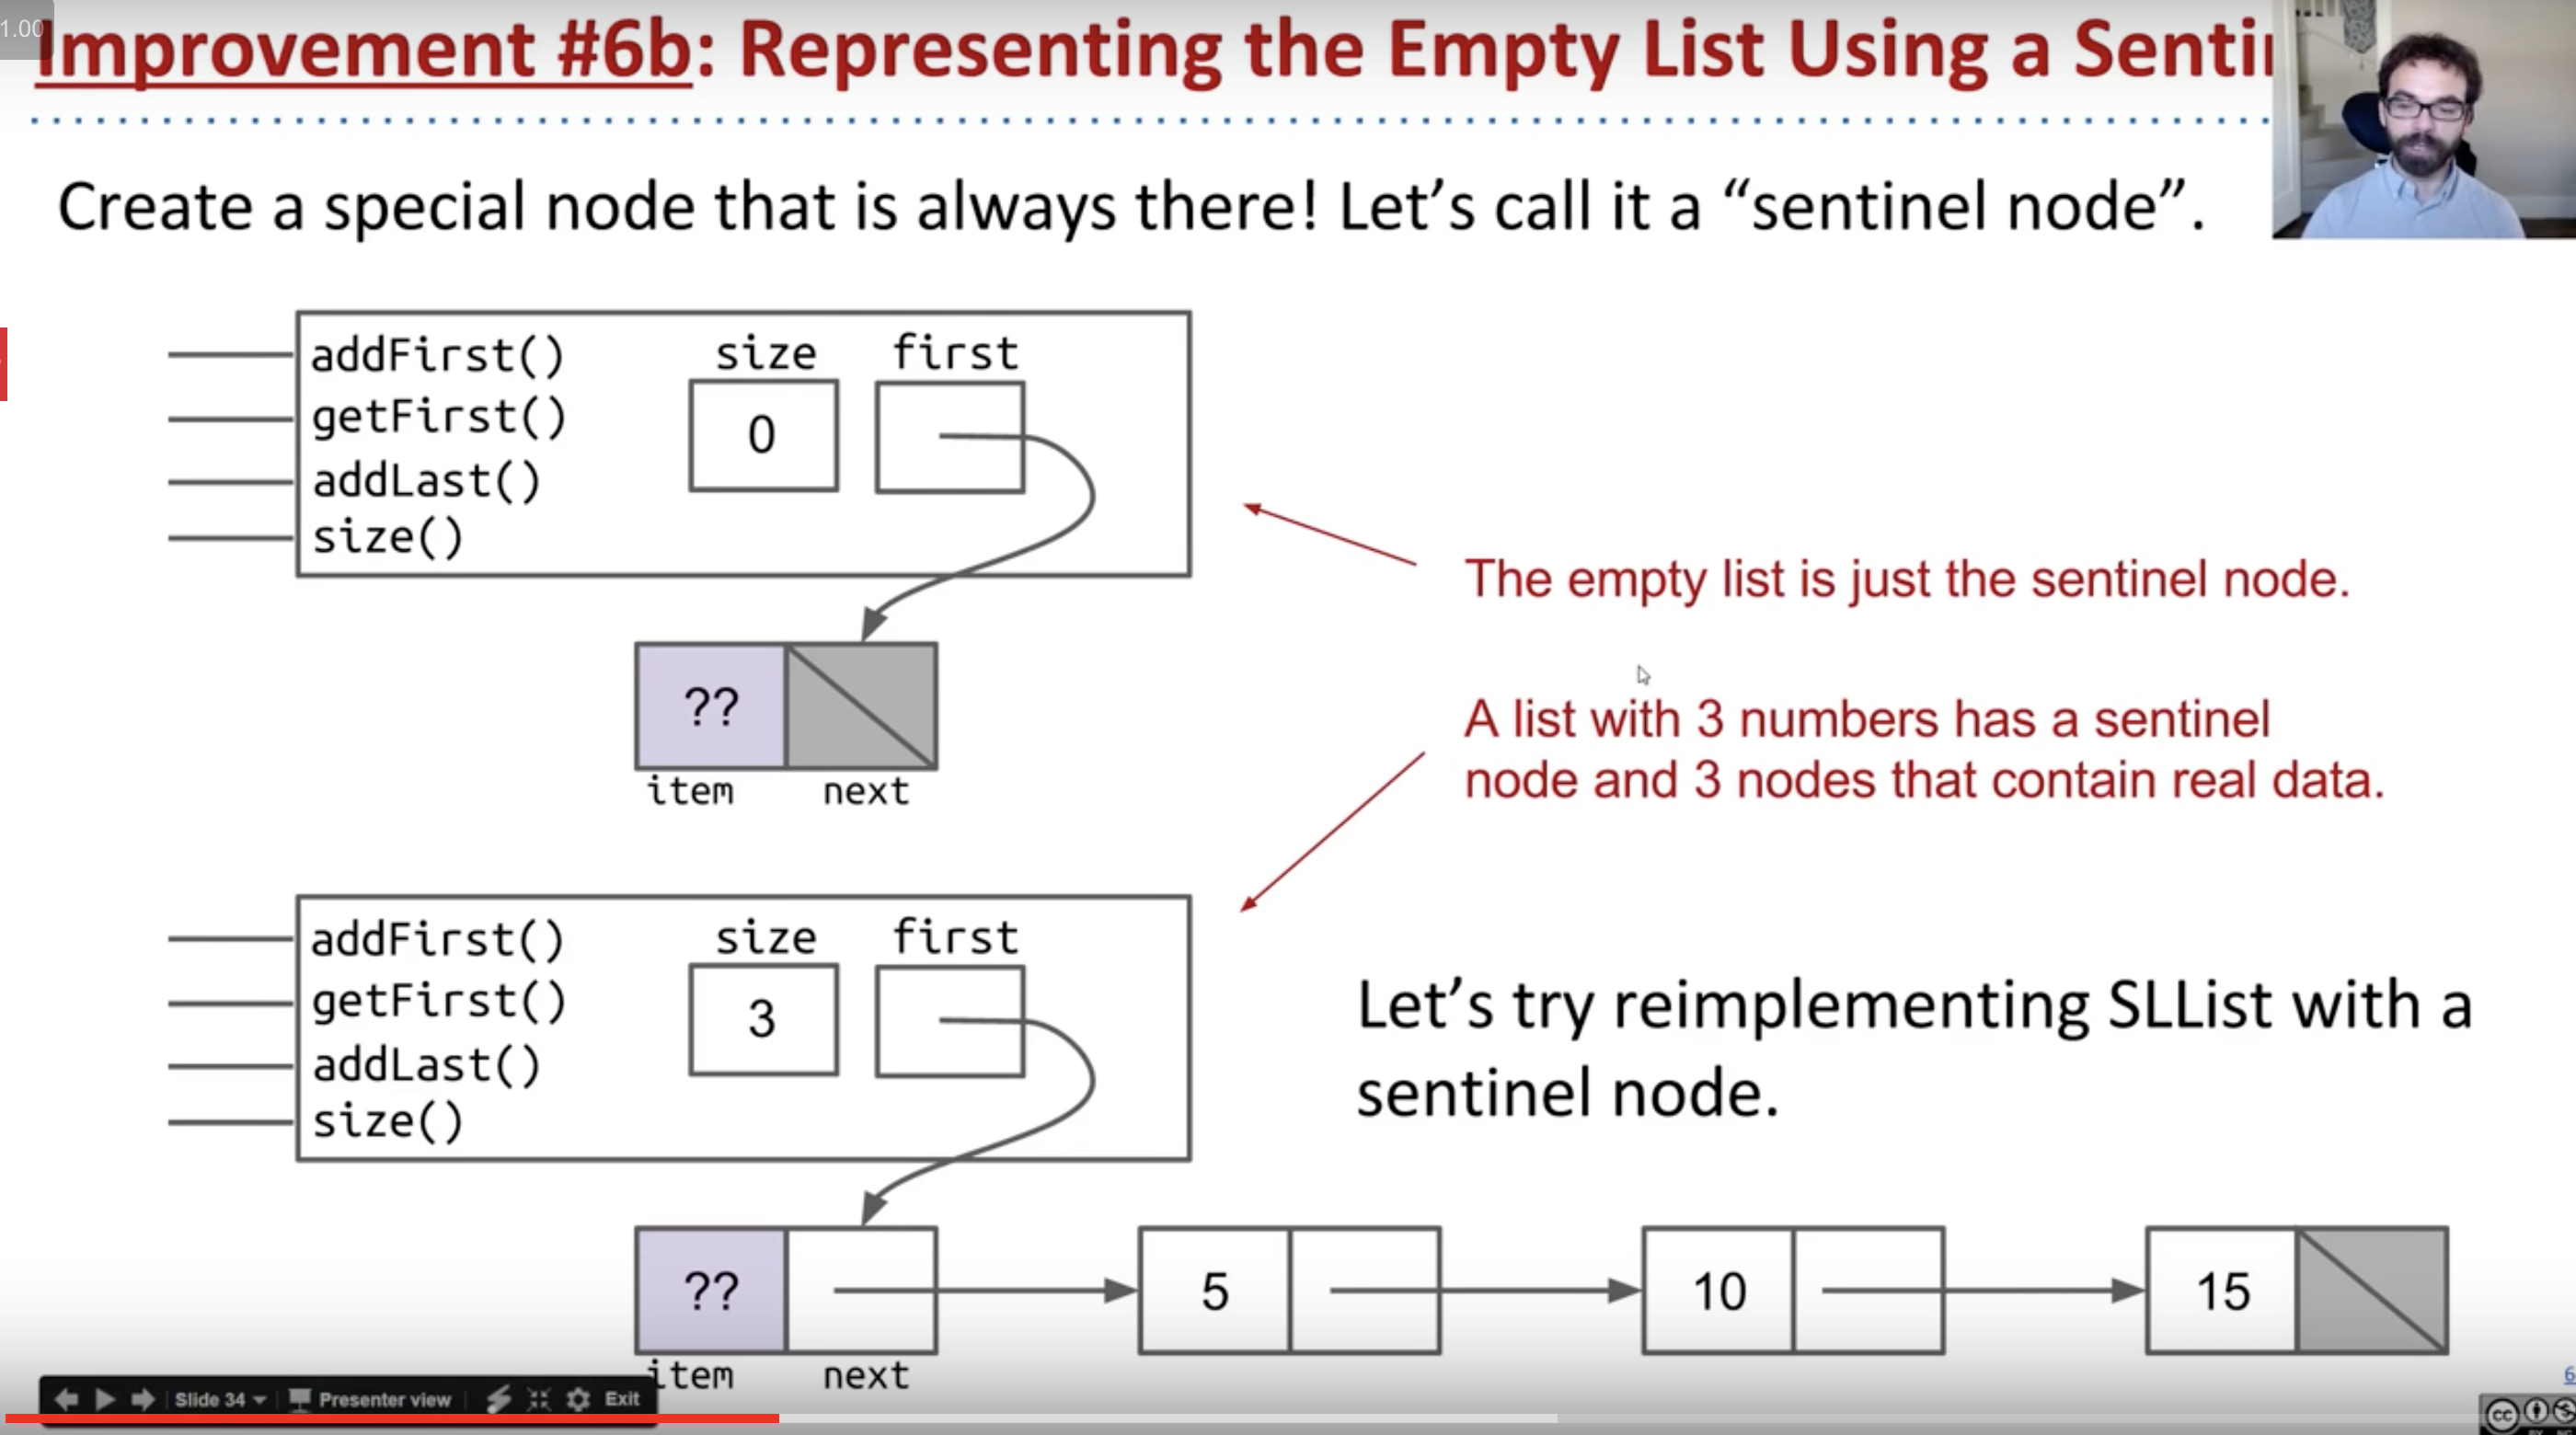 1.00
Improvement #6b: Representing the Empty List Using a
Create a special node that is always there! Let’s call it a “sentinel node”.
addFirst()
getFirst()
addLast()
size()
size
first
0
The empty list is just the sentinel node.
??
item
next
A list with 3 numbers has a sentinel
node and 3 nodes that contain real data.
addFirst()
getFirst()
addLast()
size()
size
first
3
Let’s try reimplementing SLList with a
sentinel node.
??
5
10
15
item
next
Slide 34
Presenter view
Exit
6
cc